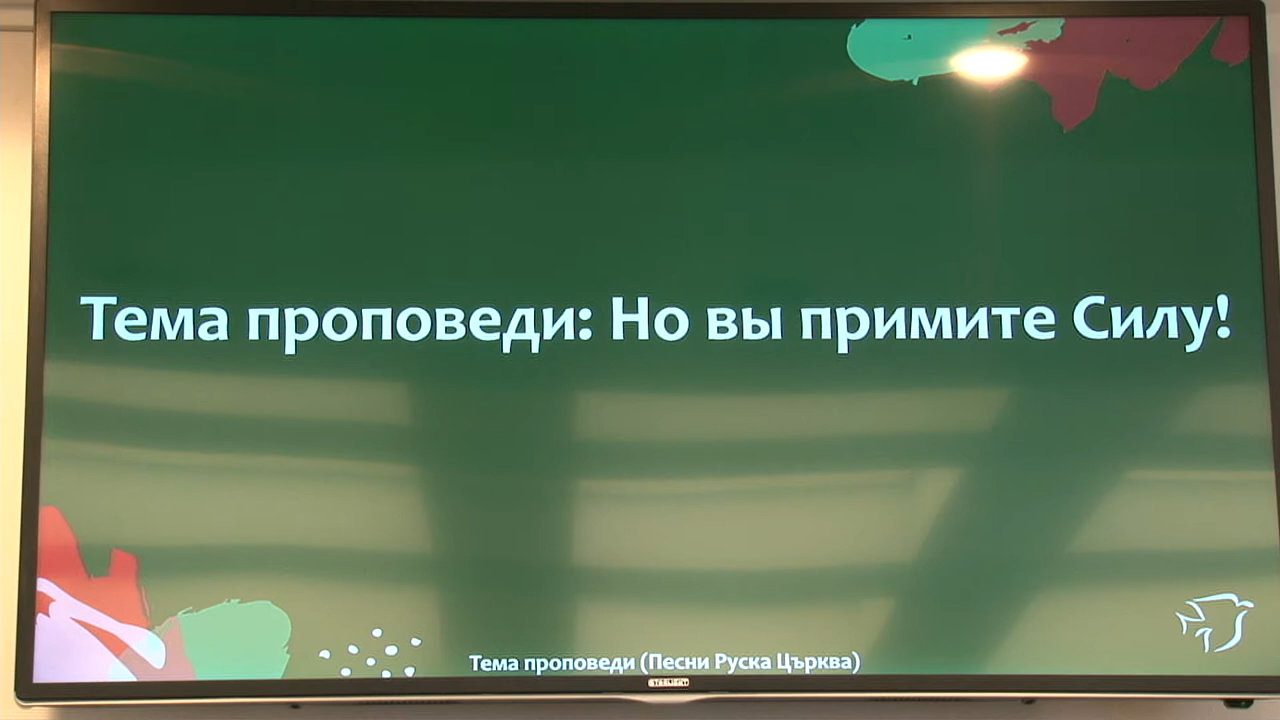 Тема проповеди: Но вы примите Силу!
Тема проповеди (Песни Руска Църква)